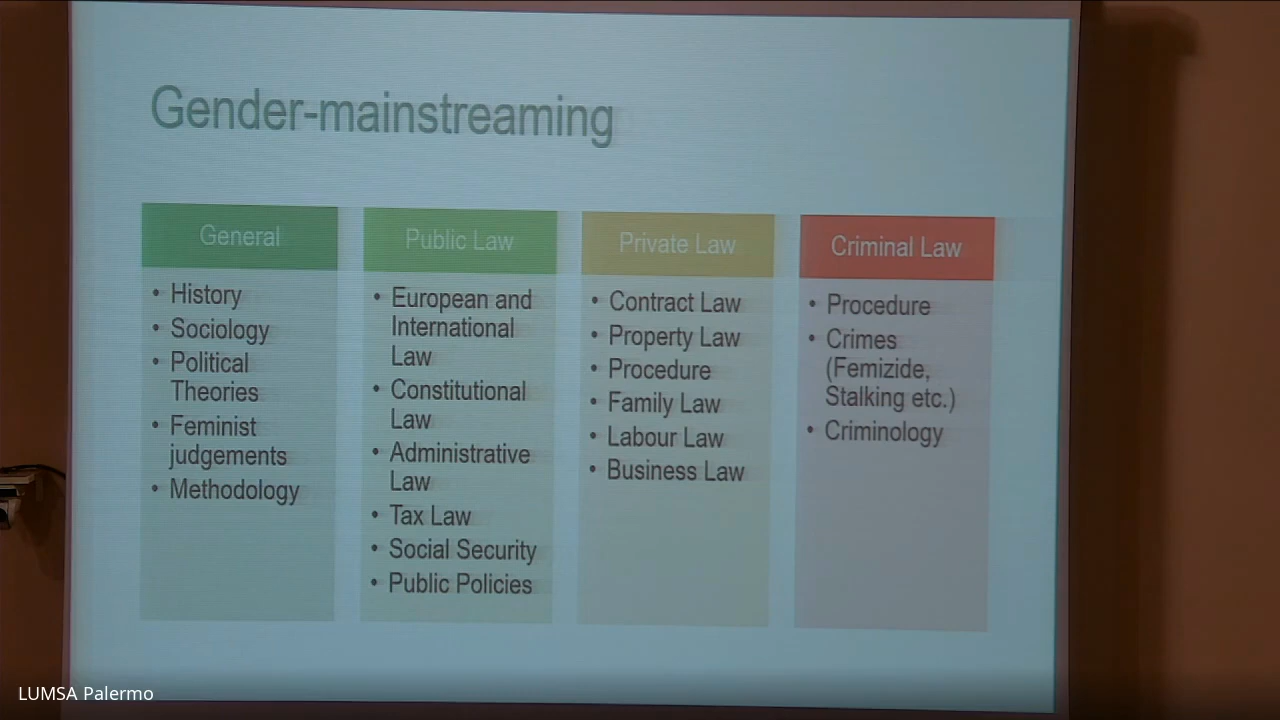 Gender-mainstreaming
General
• History
• Sociology
• Political
Theories
• Feminist
judgements
• Methodology
Public Law
• European and
International
Law
• Constitutional
Law
• Administrative
Law
• Tax Law
• Social Security
• Public Policies
Private Law
• Contract Law
• Property Law
• Procedure
• Family Law
• Labour Law
• Business Law
Criminal Law
• Procedure
• Crimes
(Femizide,
Stalking etc.)
• Criminology
LUMSA Palermo